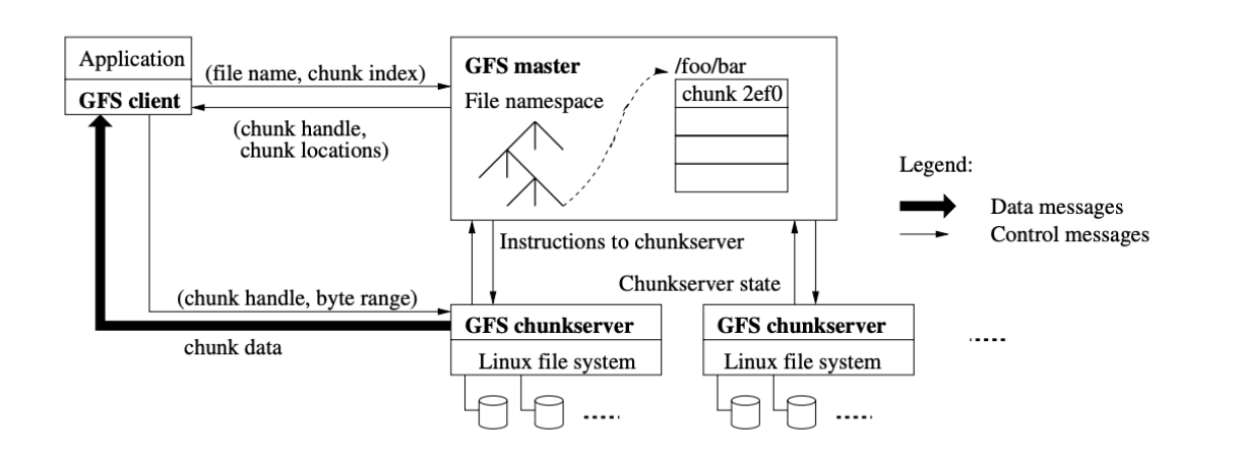 Application
GFS client
(file name, chunk index)
(chunk handle,
chunk locations)
GFS master
File namespace
/foo/bar
chunk 2ef0
Legend:
Data messages
Control messages
Instructions to chunkserver
Chunkserver state
(chunk handle, byte range)
chunk data
GFS chunkserver
Linux file system
GFS chunkserver
Linux file system